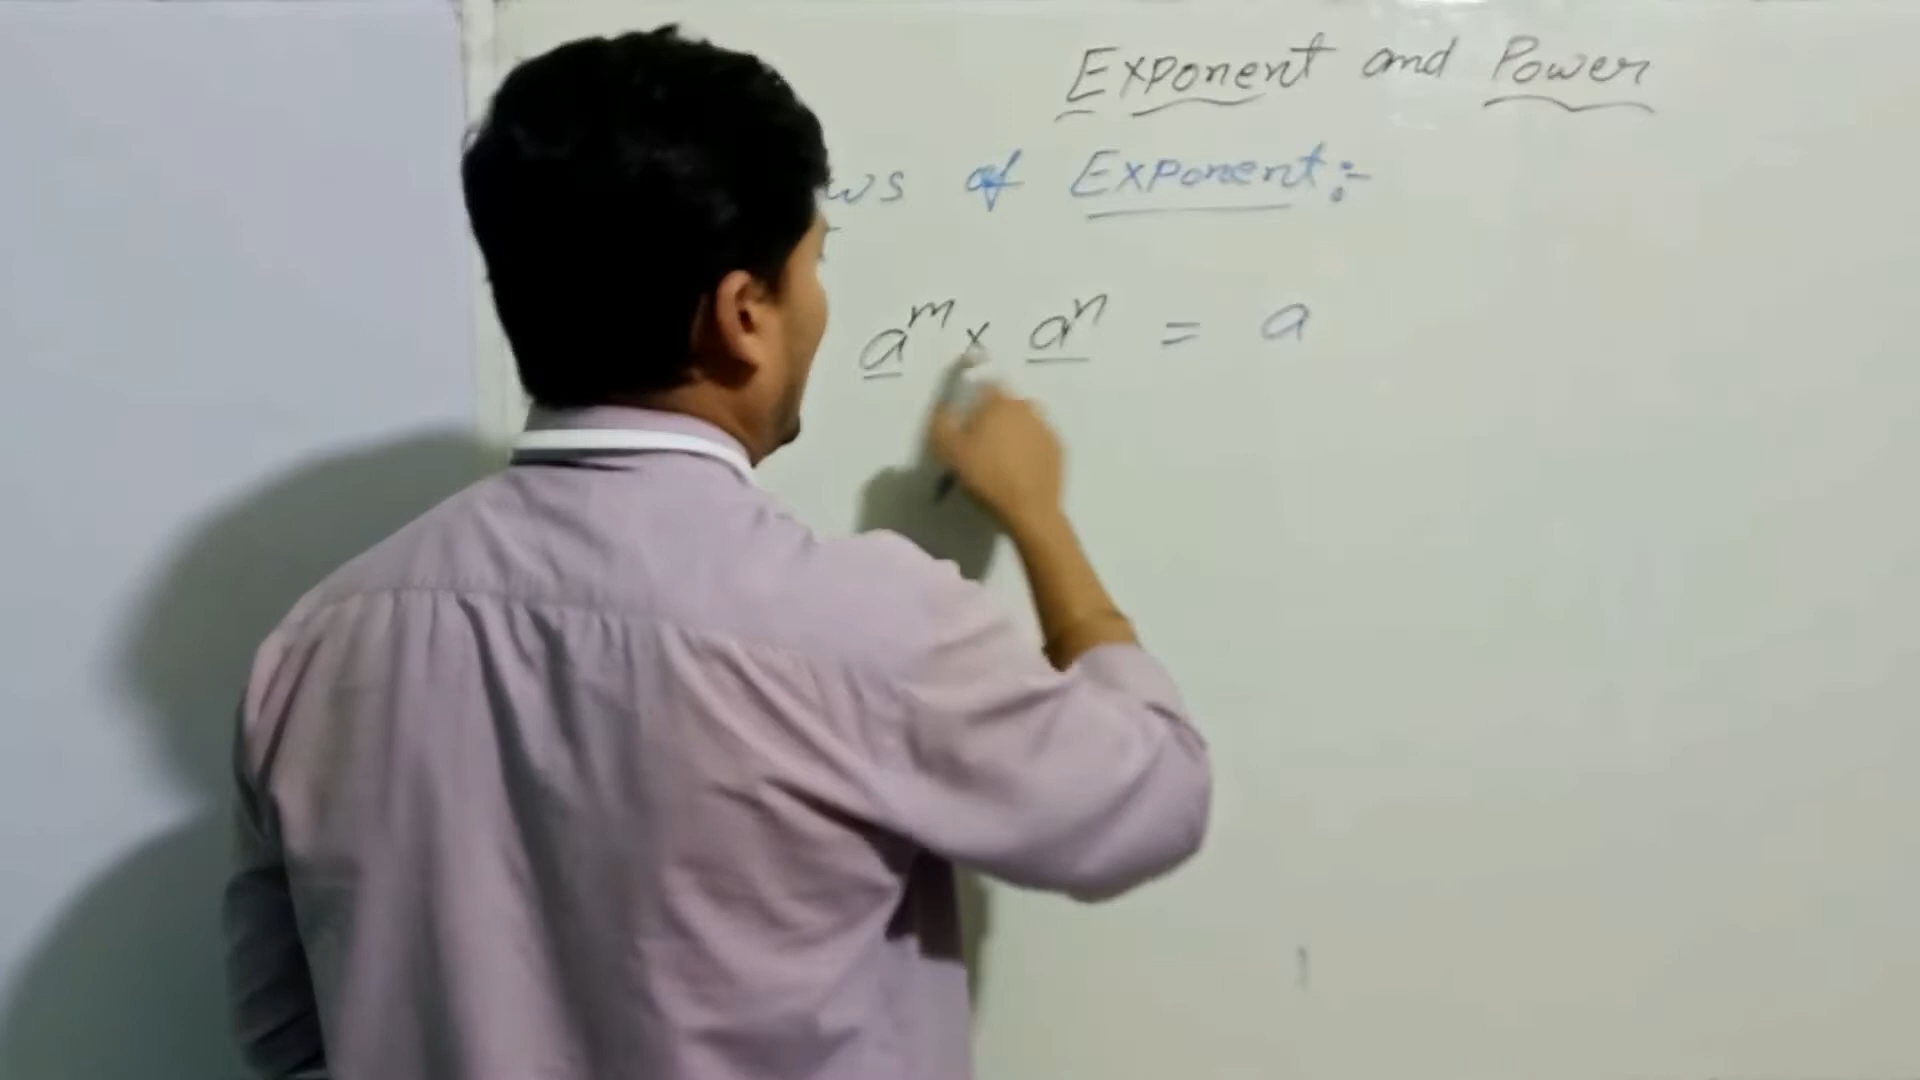 Exponent and Power
ws of Exponent:-
a^m × a^n = a